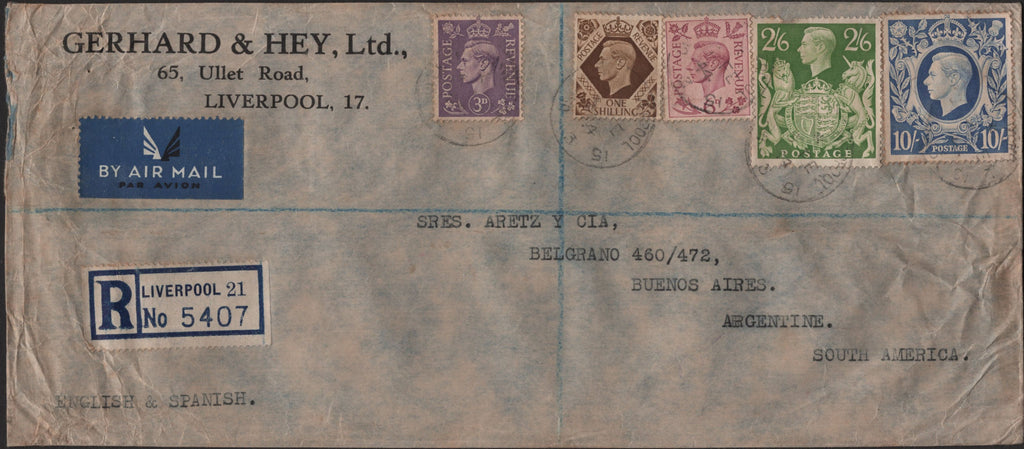 GERHARD & HEY, Ltd.,
65, Ullet Road,
LIVERPOOL, 17.
BY AIR MAIL
PAR AVION
POSTAGE REVENUE
3D
POSTAGE REVENUE
ONE
SHILLING
POSTAGE REVENUE
2/6 2/6
POSTAGE
10/- 10/-
POSTAGE
SRES. ARETZ Y CIA,
BELGRANO 460/472,
BUENOS AIRES.
ARGENTINE.
SOUTH AMERICA.
R LIVERPOOL 21
No 5407
ENGLISH & SPANISH.